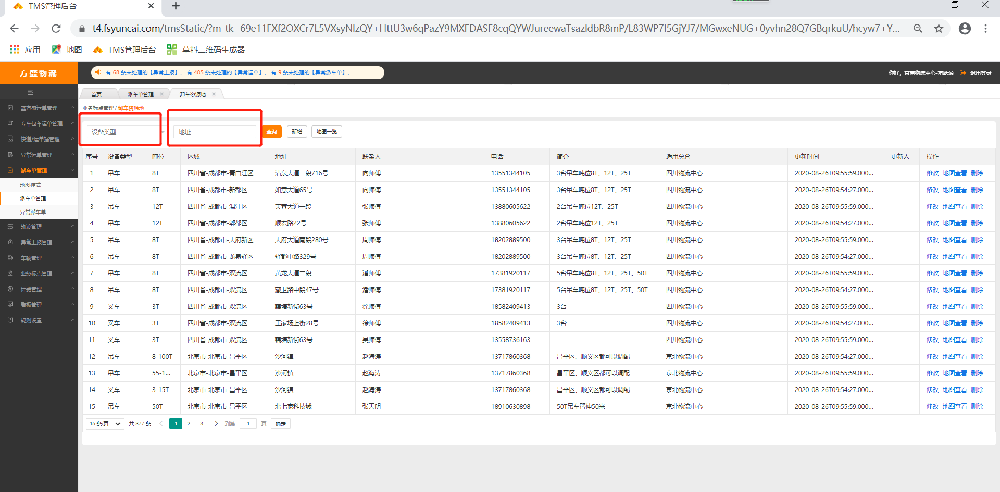 TMS管理后台
t4.fsyuncai.com/tmsStatic/?m_tk=69e11FXf2OXCr7L5VXsyNlzQY+HttU3w6qPazY9MXFDASF8cqQYWJureewaTsazIdbR8mP/L83WP7l5GjYJ7/MGwxeNUG+0yvhn28Q7GBqrkuU/hcyw7+Y...
应用 地图 TMS管理后台 草料二维码生成器
方盛物流 有 68 条未处理的【异常上报】； 有 485 条未处理的【异常运单】； 有 9 条未处理的【异常派车单】； 你好，京南物流中心-范跃通 退出登录
首页 派车单管理 卸车资源地
业务标点管理 / 卸车资源地
设备类型 地址 查询 新增 地图一览
鑫方盛运单管理
专车包车运单管理
快递/运单据管理
异常运单管理
派车单管理
地图模式
派车单管理
异常派车单
轨迹管理
异常上报管理
车辆管理
业务标点管理
计费管理
看板管理
规则设置
序号 设备类型 吨位 区域 地址 联系人 电话 简介 适用总仓 更新时间 更新人 操作
1 吊车 8T 四川省-成都市-青白江区 清泉大道一段716号 向师傅 13551344105 3台吊车吨位8T、12T、25T 四川物流中心 2020-08-26T09:55:59.000... 修改 地图查看 删除
2 吊车 8T 四川省-成都市-新都区 如意大道65号 向师傅 13551344105 3台吊车吨位8T、12T、25T 四川物流中心 2020-08-26T09:54:27.000... 修改 地图查看 删除
3 吊车 12T 四川省-成都市-温江区 芙蓉大道一段 张师傅 13880605622 2台吊车吨位12T、25T 四川物流中心 2020-08-26T09:55:59.000... 修改 地图查看 删除
4 吊车 12T 四川省-成都市-郫都区 顺宏路22号 张师傅 13880605622 2台吊车吨位12T、25T 四川物流中心 2020-08-26T09:54:27.000... 修改 地图查看 删除
5 吊车 8T 四川省-成都市-天府新区 天府大道南段280号 周师傅 18202889500 3台吊车吨位8T、12T、25T 四川物流中心 2020-08-26T09:55:59.000... 修改 地图查看 删除
6 吊车 8T 四川省-成都市-龙泉驿区 驿都中路329号 周师傅 18202889500 3台吊车吨位8T、12T、25T 四川物流中心 2020-08-26T09:54:27.000... 修改 地图查看 删除
7 吊车 8T 四川省-成都市-双流区 黄龙大道二段 潘师傅 17381920117 5台吊车吨位8T、12T、25T、50T 四川物流中心 2020-08-26T09:55:59.000... 修改 地图查看 删除
8 吊车 8T 四川省-成都市-双流区 藏卫路中段47号 潘师傅 17381920117 5台吊车吨位8T、12T、25T、50T 四川物流中心 2020-08-26T09:54:27.000... 修改 地图查看 删除
9 叉车 3T 四川省-成都市-双流区 藕塘新街63号 徐师傅 18582409413 3台 四川物流中心 2020-08-26T09:55:59.000... 修改 地图查看 删除
10 叉车 3T 四川省-成都市-双流区 王家场上街28号 徐师傅 18582409413 3台 四川物流中心 2020-08-26T09:54:27.000... 修改 地图查看 删除
11 叉车 3T 四川省-成都市-双流区 藕塘新街63号 吴师傅 13558736163 四川物流中心 2020-08-26T09:55:59.000... 修改 地图查看 删除
12 吊车 8-100T 北京市-北京市-昌平区 沙河镇 赵海涛 13717860368 昌平区、顺义区都可以调配 京北物流中心 2020-08-26T09:54:27.000... 修改 地图查看 删除
13 吊车 55-1... 北京市-北京市-昌平区 沙河镇 赵海涛 13717860368 昌平区、顺义区都可以调配 京北物流中心 2020-08-26T09:55:59.000... 修改 地图查看 删除
14 叉车 3-15T 北京市-北京市-昌平区 沙河镇 赵海涛 13717860368 昌平区、顺义区都可以调配 京北物流中心 2020-08-26T09:54:27.000... 修改 地图查看 删除
15 吊车 50T 北京市-北京市-昌平区 北七家科技城 张天明 18910630898 50T吊车臂伸50米 京北物流中心 2020-08-26T09:55:59.000... 修改 地图查看 删除
15 条/页 共 377 条 1 2 3 到第 1 页 确定